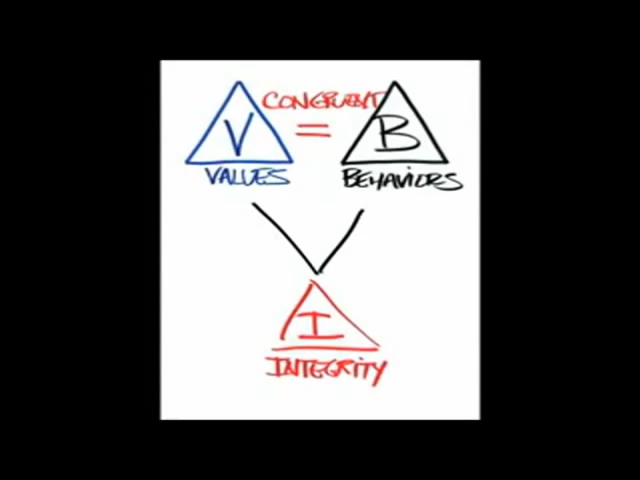 CONGRUENT
V = B
VALUES BEHAVIORS
I
INTEGRITY